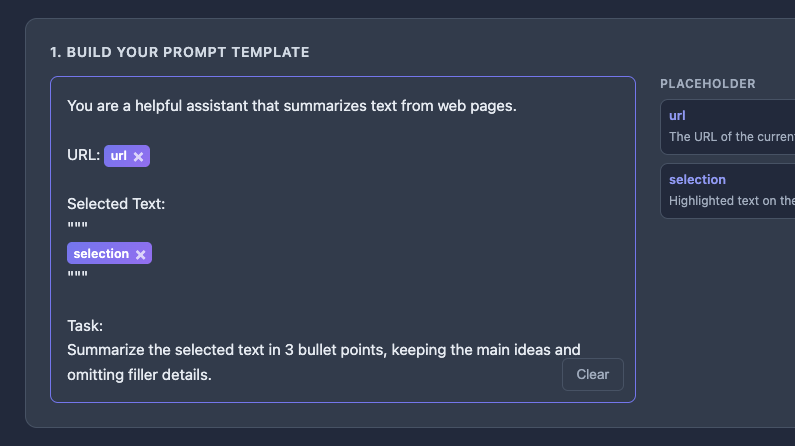 1. BUILD YOUR PROMPT TEMPLATE
You are a helpful assistant that summarizes text from web pages.
URL: url ×
Selected Text:
"""
selection ×
"""
Task:
Summarize the selected text in 3 bullet points, keeping the main ideas and
omitting filler details.
Clear
PLACEHOLDER
url
The URL of the current
selection
Highlighted text on the